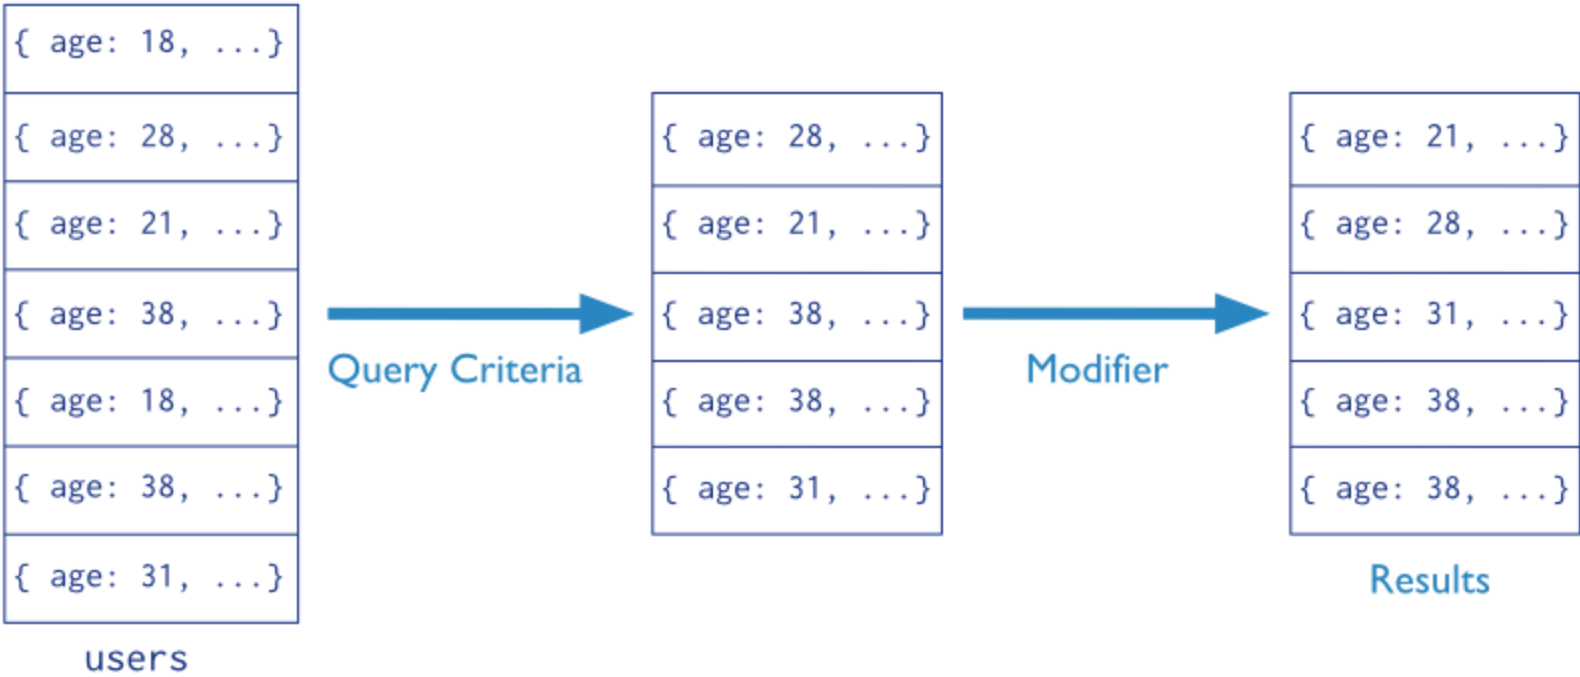 { age: 18, ...}
{ age: 28, ...}
{ age: 21, ...}
{ age: 38, ...}
{ age: 18, ...}
{ age: 38, ...}
{ age: 31, ...}
users
Query Criteria
{ age: 28, ...}
{ age: 21, ...}
{ age: 38, ...}
{ age: 38, ...}
{ age: 31, ...}
Modifier
{ age: 21, ...}
{ age: 28, ...}
{ age: 31, ...}
{ age: 38, ...}
{ age: 38, ...}
Results